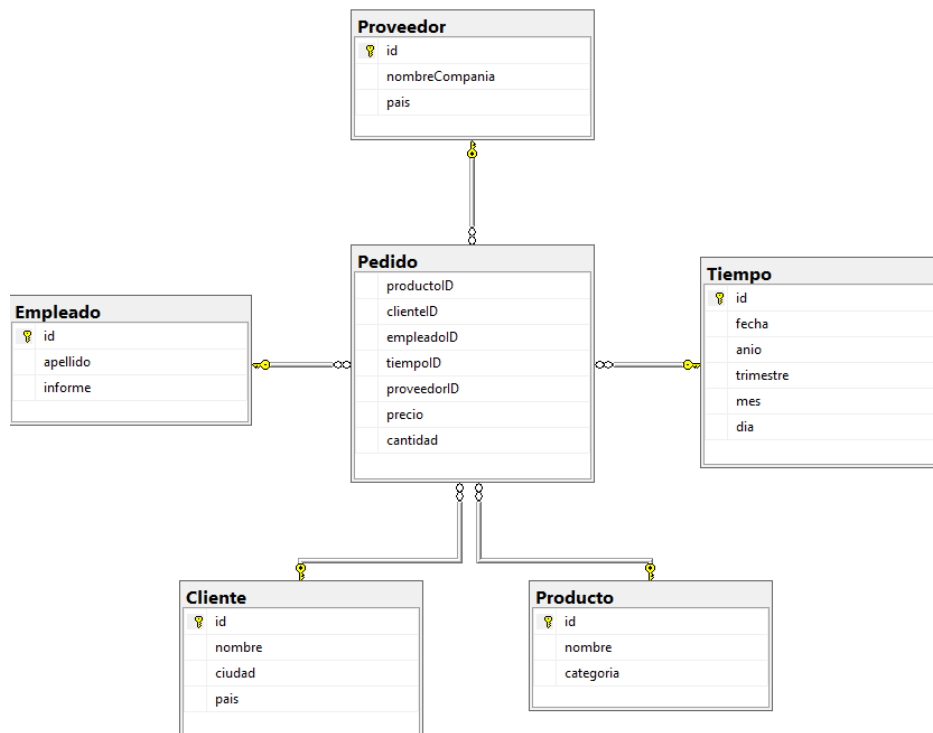 Proveedor
id
nombreCompania
pais
Pedido
productoID
clienteID
empleadoID
tiempoID
proveedorID
precio
cantidad
Tiempo
id
fecha
anio
trimestre
mes
dia
Empleado
id
apellido
informe
Cliente
id
nombre
ciudad
pais
Producto
id
nombre
categoria